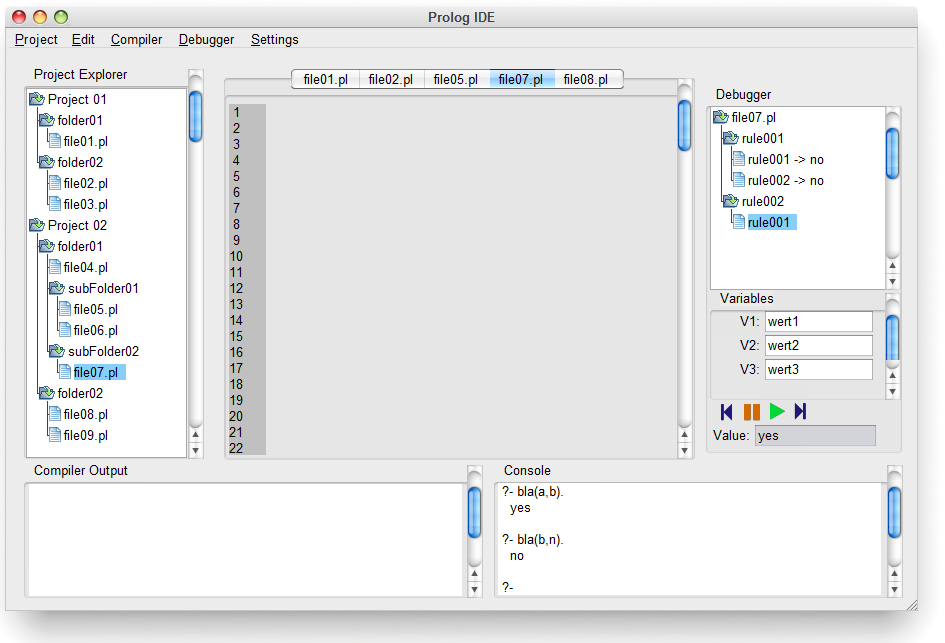 Prolog IDE
Project Edit Compiler Debugger Settings
Project Explorer
Project 01
folder01
file01.pl
folder02
file02.pl
file03.pl
Project 02
folder01
file04.pl
subFolder01
file05.pl
file06.pl
subFolder02
file07.pl
folder02
file08.pl
file09.pl
file01.pl file02.pl file05.pl file07.pl file08.pl
1
2
3
4
5
6
7
8
9
10
11
12
13
14
15
16
17
18
19
20
21
22
Debugger
file07.pl
rule001
rule001 -> no
rule002 -> no
rule002
rule001
Variables
V1: wert1
V2: wert2
V3: wert3
Value: yes
Compiler Output
Console
?- bla(a,b).
yes
?- bla(b,n).
no
?-